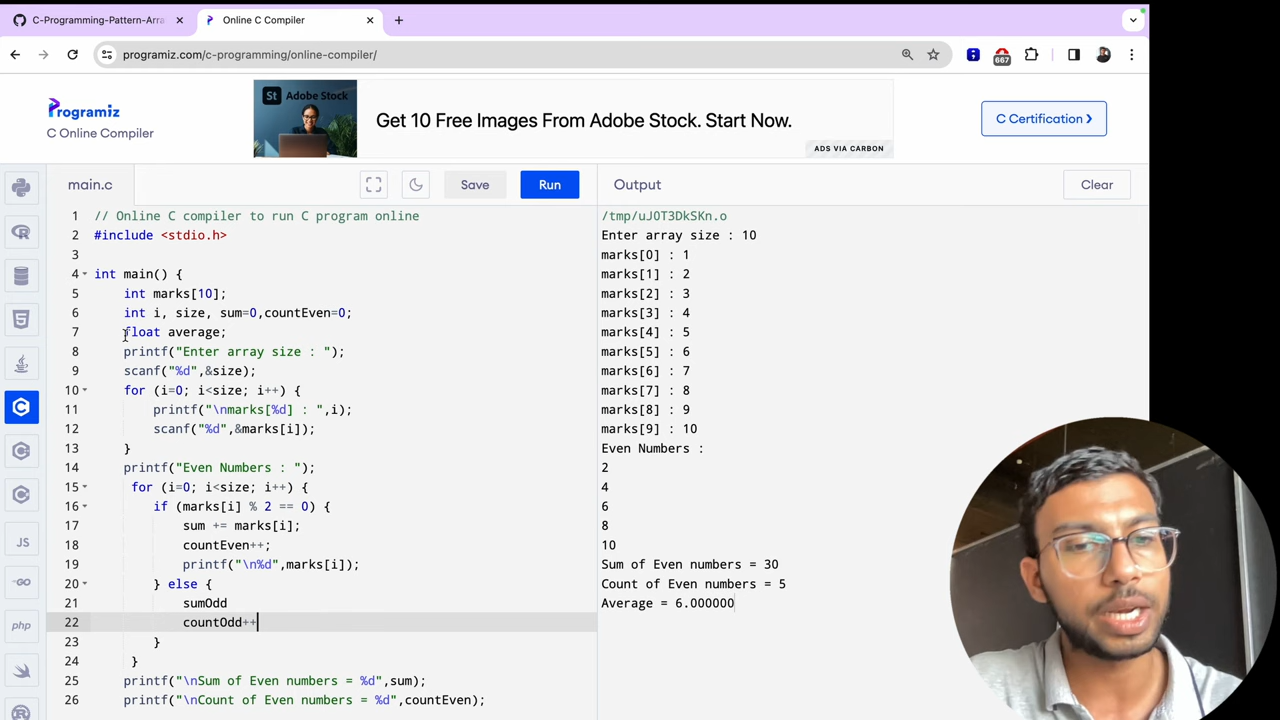 C-Programming-Pattern-Arra
Online C Compiler
programiz.com/c-programming/online-compiler/
667
Programiz
C Online Compiler
St Adobe Stock
Get 10 Free Images From Adobe Stock. Start Now.
ADS VIA CARBON
C Certification
main.c
Save
Run
Output
Clear
1 // Online C compiler to run C program online
2 #include <stdio.h>
3
4 int main() {
5 int marks[10];
6 int i, size, sum=0,countEven=0;
7 float average;
8 printf("Enter array size : ");
9 scanf("%d",&size);
10 for (i=0; i<size; i++) {
11 printf("\nmarks[%d] : ",i);
12 scanf("%d",&marks[i]);
13 }
14 printf("Even Numbers : ");
15 for (i=0; i<size; i++) {
16 if (marks[i] % 2 == 0) {
17 sum += marks[i];
18 countEven++;
19 printf("\n%d",marks[i]);
20 } else {
21 sumOdd
22 countOdd++
23 }
24 }
25 printf("\nSum of Even numbers = %d",sum);
26 printf("\nCount of Even numbers = %d",countEven);
/tmp/uJ0T3DkSKn.o
Enter array size : 10
marks[0] : 1
marks[1] : 2
marks[2] : 3
marks[3] : 4
marks[4] : 5
marks[5] : 6
marks[6] : 7
marks[7] : 8
marks[8] : 9
marks[9] : 10
Even Numbers :
2
4
6
8
10
Sum of Even numbers = 30
Count of Even numbers = 5
Average = 6.000000
JS
GO
php